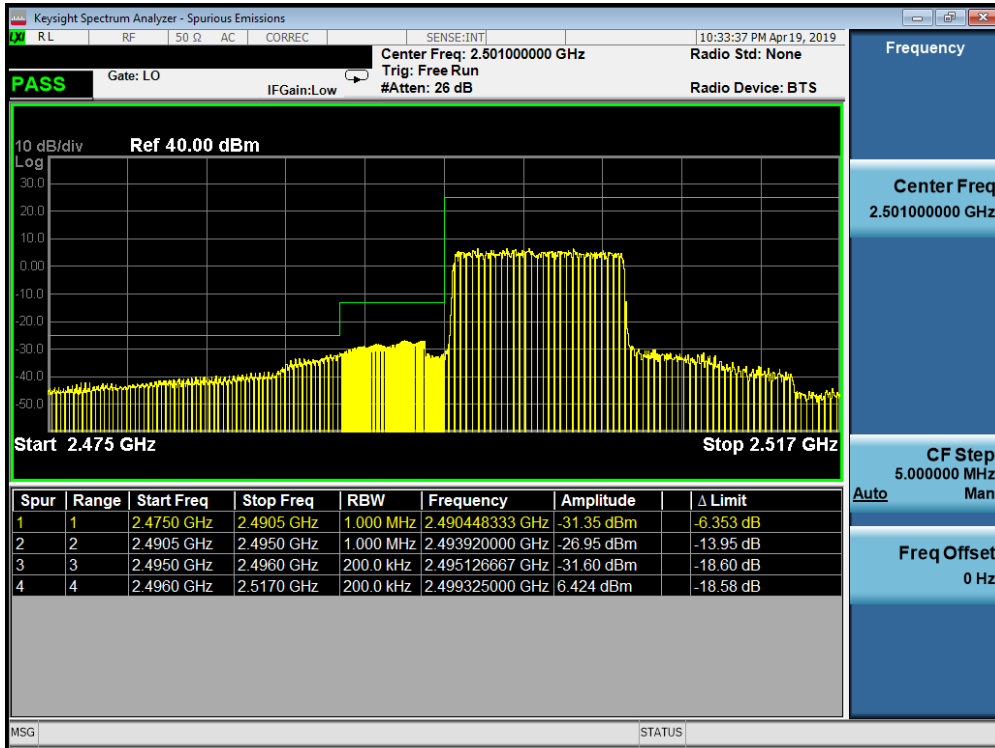 Keysight Spectrum Analyzer - Spurious Emissions
LXI RL RF 50 Ω AC CORREC SENSE:INT 10:33:37 PM Apr 19, 2019
Center Freq: 2.501000000 GHz Radio Std: None
Gate: LO Trig: Free Run
PASS IFGain:Low #Atten: 26 dB Radio Device: BTS
Frequency
10 dB/div Ref 40.00 dBm
Log
30.0
20.0
10.0
0.00
-10.0
-20.0
-30.0
-40.0
-50.0
Start 2.475 GHz Stop 2.517 GHz
Center Freq
2.501000000 GHz
CF Step
5.000000 MHz
Auto Man
Freq Offset
0 Hz
Spur Range Start Freq Stop Freq RBW Frequency Amplitude Δ Limit
1 1 2.4750 GHz 2.4905 GHz 1.000 MHz 2.490448333 GHz -31.35 dBm -6.353 dB
2 2 2.4905 GHz 2.4950 GHz 1.000 MHz 2.493920000 GHz -26.95 dBm -13.95 dB
3 3 2.4950 GHz 2.4960 GHz 200.0 kHz 2.495126667 GHz -31.60 dBm -18.60 dB
4 4 2.4960 GHz 2.5170 GHz 200.0 kHz 2.499325000 GHz 6.424 dBm -18.58 dB
MSG STATUS